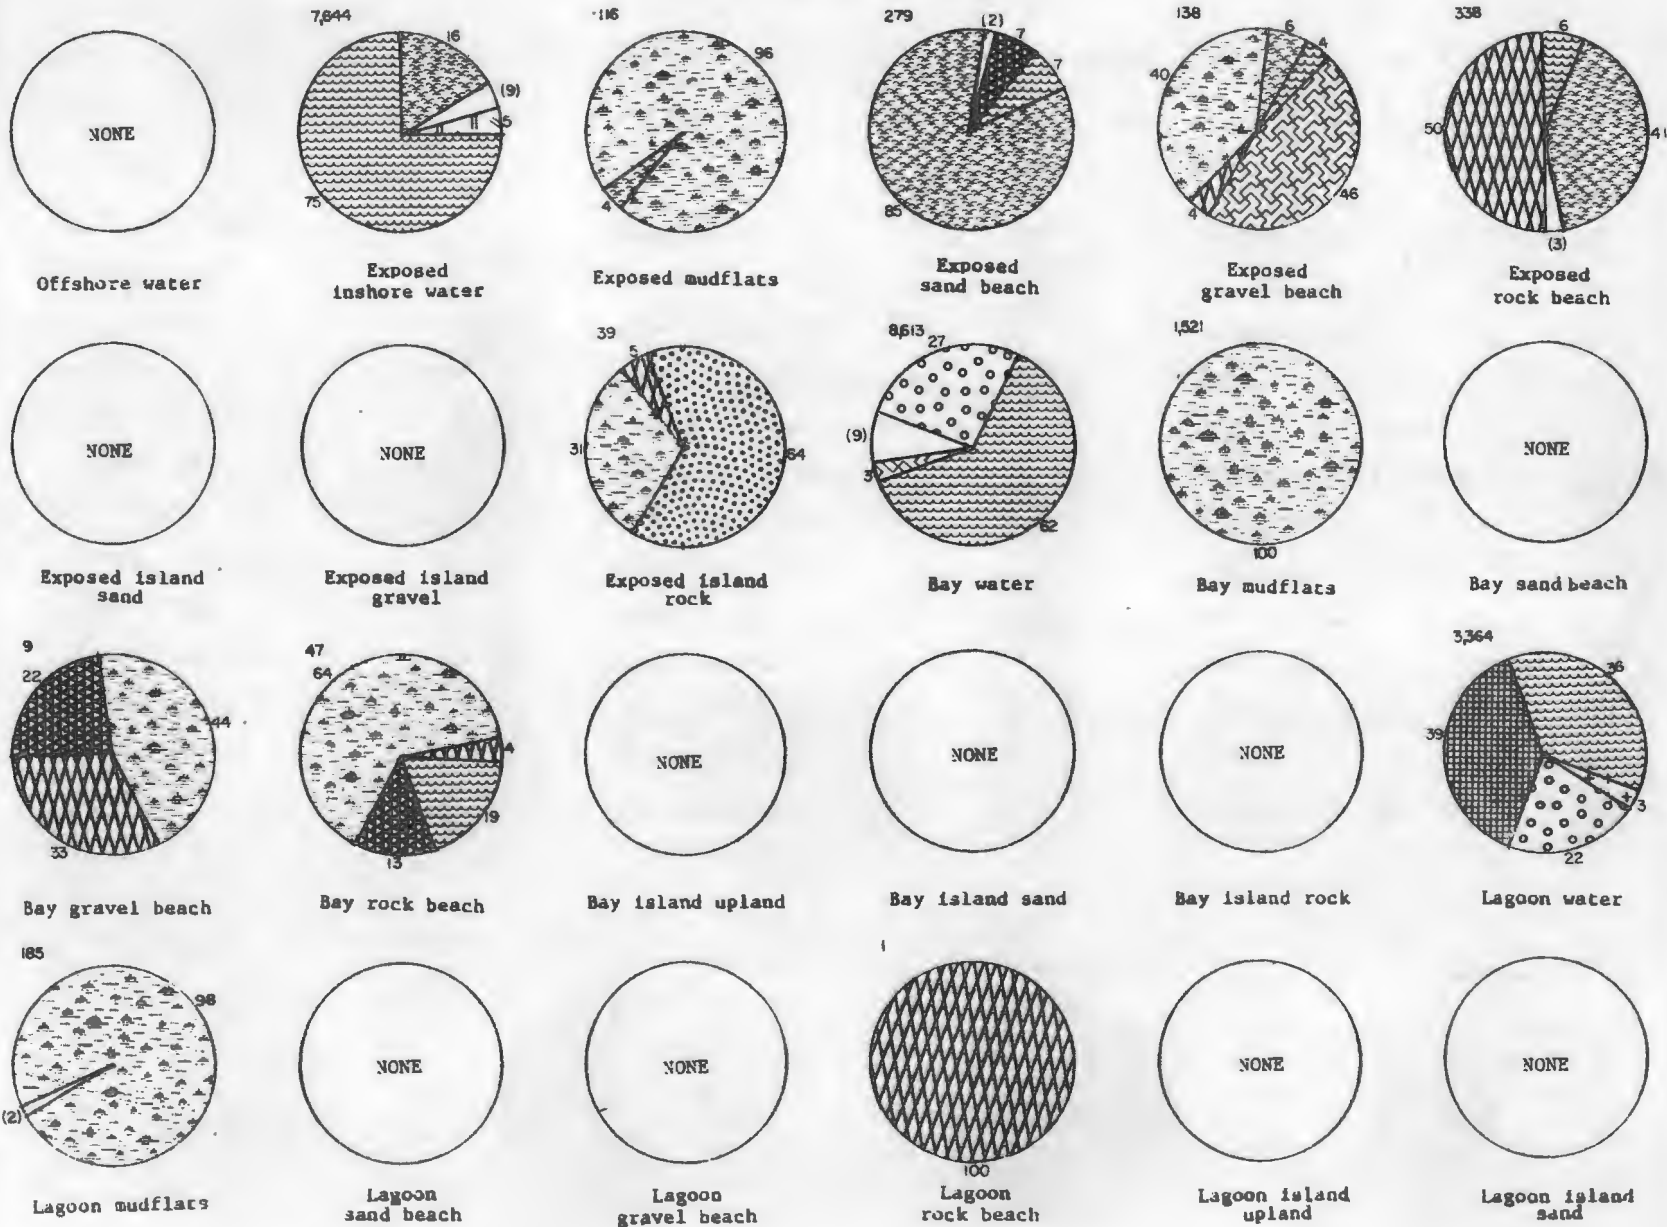 NONE
Offshore water
7,644
16
(9)
5
75
Exposed
inshore water
116
96
4
Exposed mudflats
279
(2)
7
7
85
Exposed
sand beach
138
6
4
40
46
4
Exposed
gravel beach
338
6
50
41
(3)
Exposed
rock beach
NONE
Exposed island
sand
NONE
Exposed island
gravel
39
5
31
64
Exposed island
rock
8,613
27
(9)
3
62
Bay water
1,521
100
Bay mudflats
NONE
Bay sand beach
9
22
44
33
Bay gravel beach
47
64
4
19
13
Bay rock beach
NONE
Bay island upland
NONE
Bay island sand
NONE
Bay island rock
3,364
36
39
3
22
Lagoon water
185
98
(2)
Lagoon mudflats
NONE
Lagoon
sand beach
NONE
Lagoon
gravel beach
1
100
Lagoon
rock beach
NONE
Lagoon island
upland
NONE
Lagoon island
sand